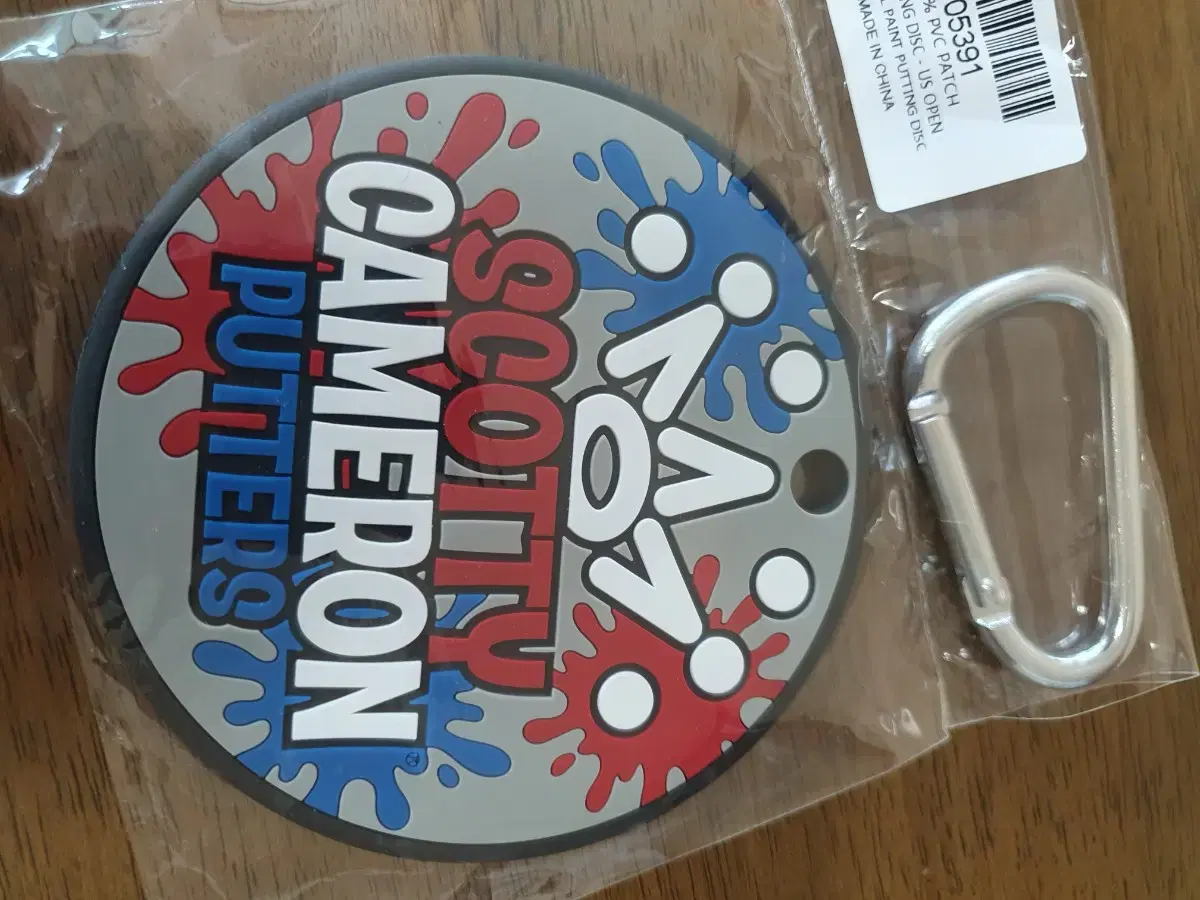 SCOTTY
CAMERON®
PUTTERS
05391
% PVC PATCH
NG DISC - US OPEN
PAINT PUTTING DISC
MADE IN CHINA